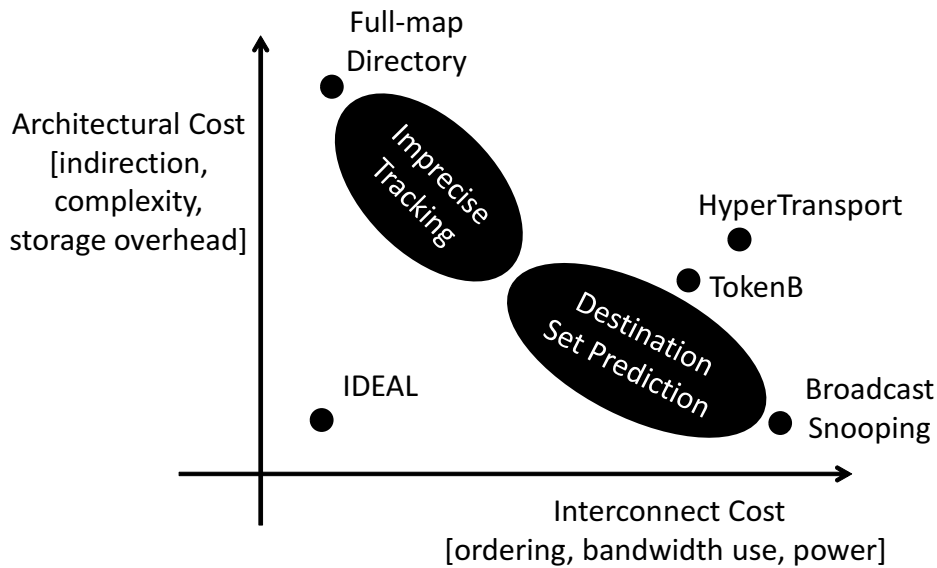 Full-map
Directory
Architectural Cost
[indirection,
complexity,
storage overhead]
Imprecise
Tracking
HyperTransport
TokenB
Destination
Set Prediction
IDEAL
Broadcast
Snooping
Interconnect Cost
[ordering, bandwidth use, power]